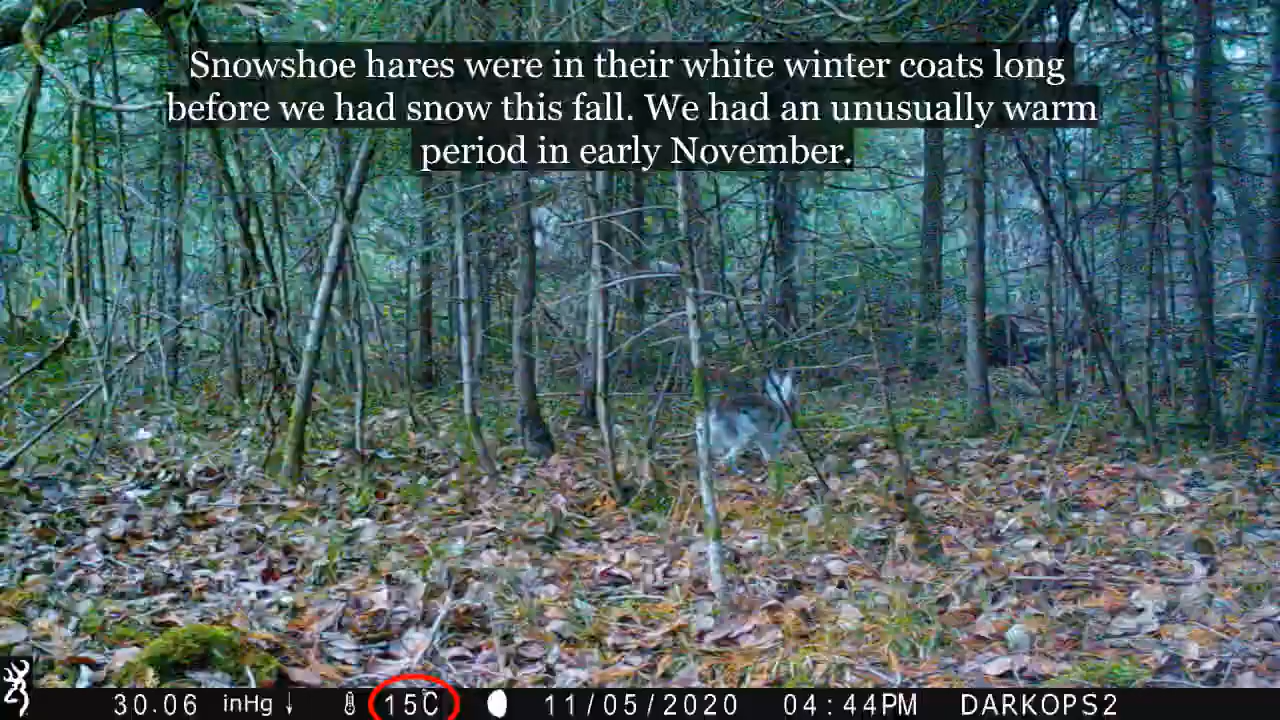 Snowshoe hares were in their white winter coats long
before we had snow this fall. We had an unusually warm
period in early November.
30.06 inHg↓ 15°C 11/05/2020 04:44PM DARKOPS2